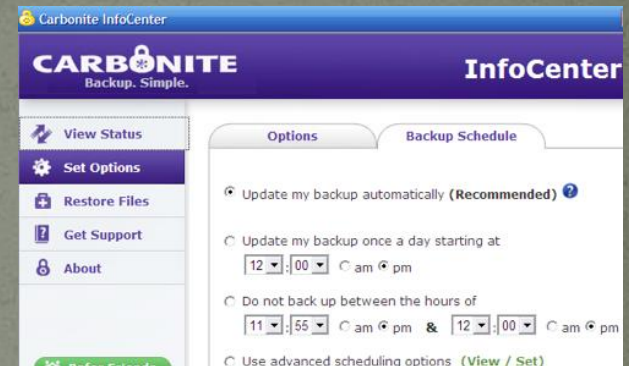 Carbonite InfoCenter
CARBONITE
Backup. Simple.
InfoCenter
View Status
Set Options
Restore Files
Get Support
About
Options
Backup Schedule
Update my backup automatically (Recommended)
Update my backup once a day starting at
12 : 00 am pm
Do not back up between the hours of
11 : 55 am pm & 12 : 00 am pm
Use advanced scheduling options (View / Set)